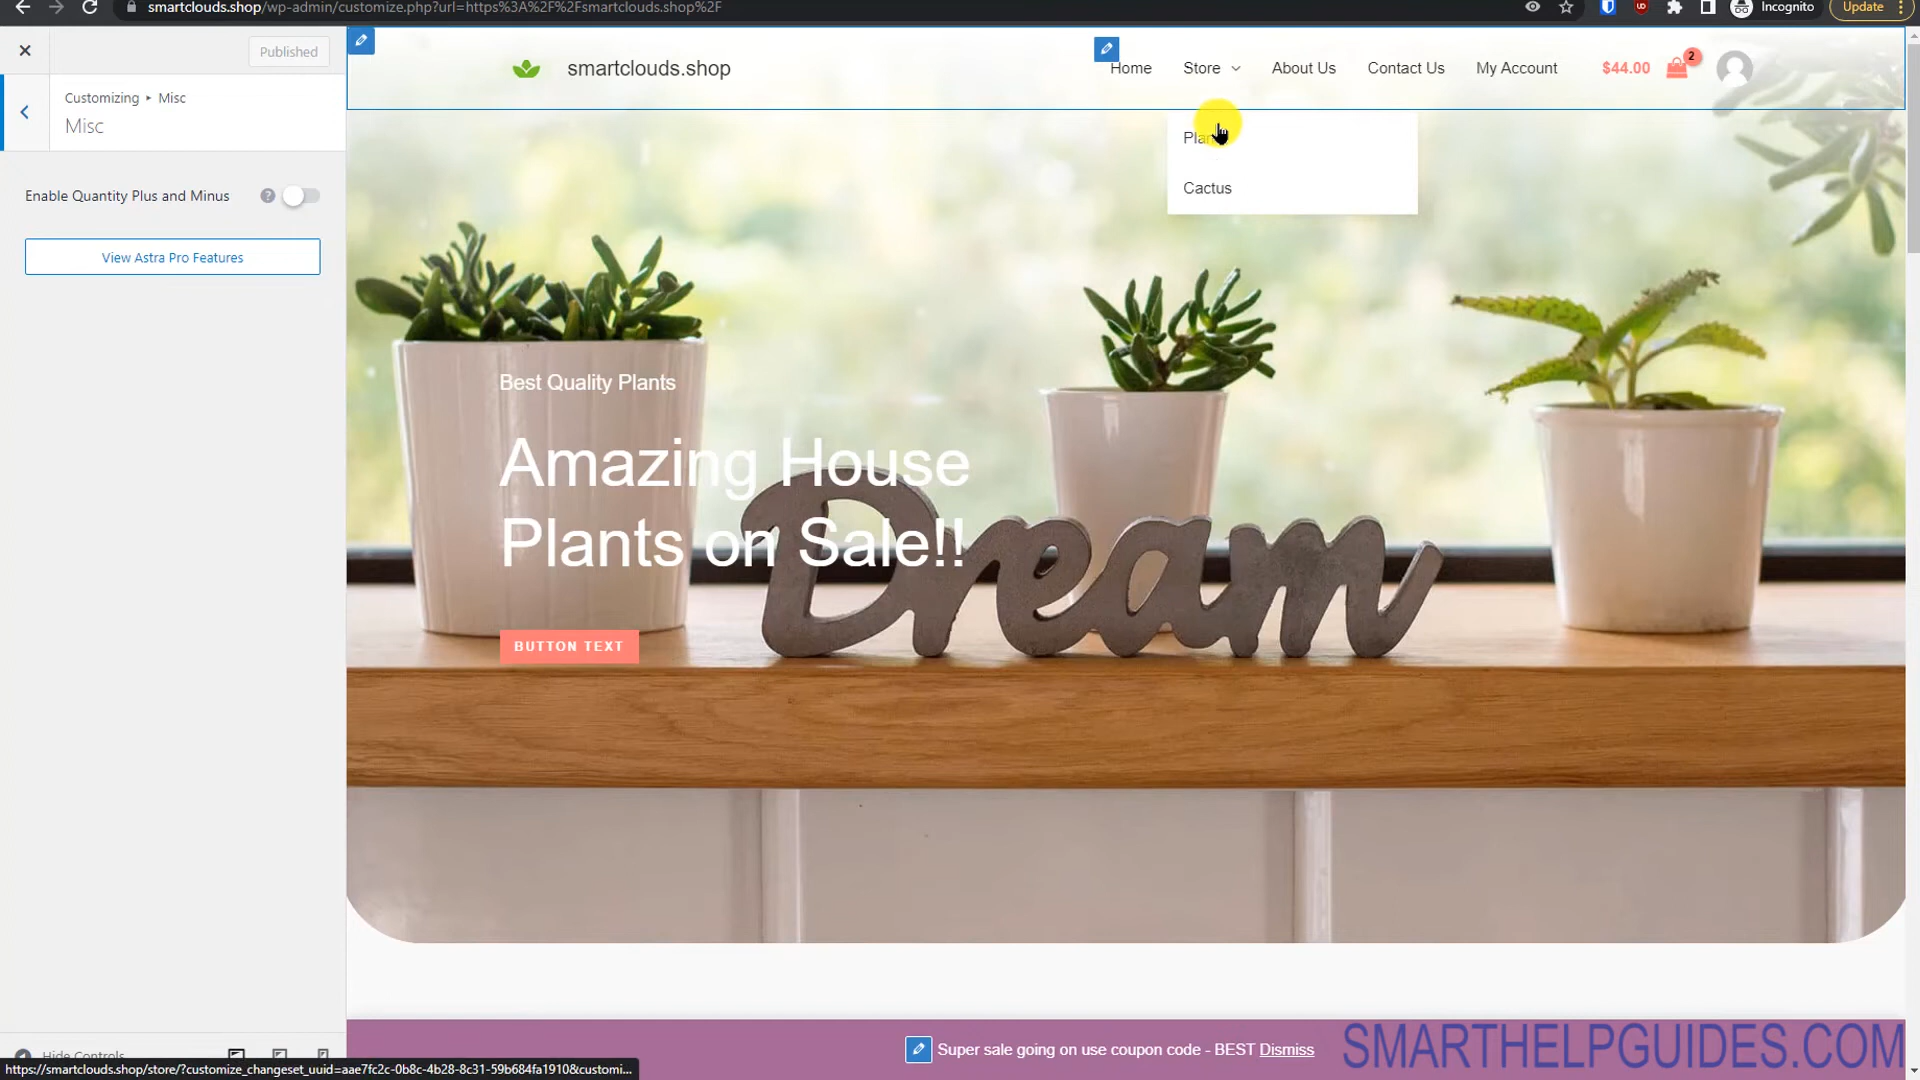 smartclouds.shop/wp-admin/customize.php?url=https%3A%2F%2Fsmartclouds.shop%2F
Incognito
Update
Published
Customizing ▸ Misc
Misc
Enable Quantity Plus and Minus
?
View Astra Pro Features
smartclouds.shop
Home
Store
About Us
Contact Us
My Account
$44.00
2
Cactus
Best Quality Plants
Amazing House
Plants on Sale!!
Dream
BUTTON TEXT
Super sale going on use coupon code - BEST Dismiss
SMARTHELPGUIDES.COM
Hide Controls
https://smartclouds.shop/store/?customize_changeset_uuid=aae7fc2c-0b8c-4b28-8c31-59b684fa1910&customi...